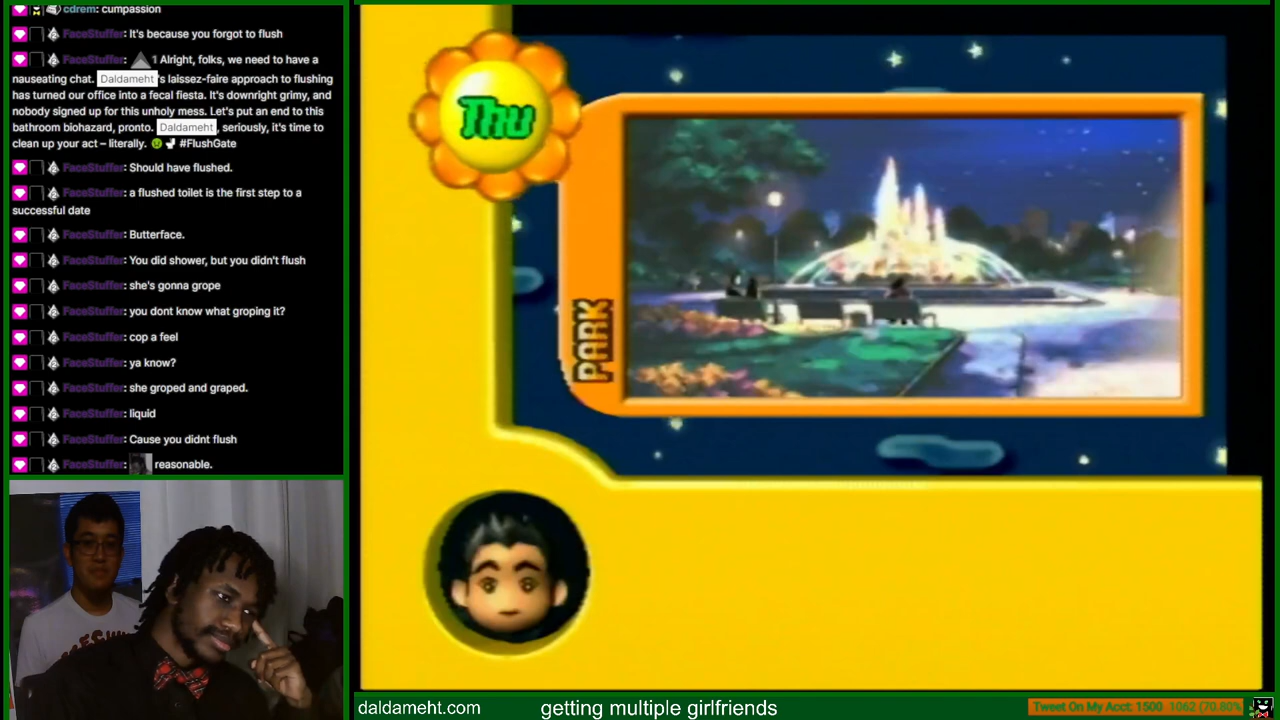 cdrem: cumpassion
FaceStuffer: It's because you forgot to flush
FaceStuffer: 1 Alright, folks, we need to have a
nauseating chat. Daldameht's laissez-faire approach to flushing
has turned our office into a fecal fiesta. It's downright grimy, and
nobody signed up for this unholy mess. Let's put an end to this
bathroom biohazard, pronto. Daldameht, seriously, it's time to
clean up your act – literally. 🤢 🚽 #FlushGate
FaceStuffer: Should have flushed.
FaceStuffer: a flushed toilet is the first step to a
successful date
FaceStuffer: Butterface.
FaceStuffer: You did shower, but you didn't flush
FaceStuffer: she's gonna grope
FaceStuffer: you dont know what groping it?
FaceStuffer: cop a feel
FaceStuffer: ya know?
FaceStuffer: she groped and graped.
FaceStuffer: liquid
FaceStuffer: Cause you didnt flush
FaceStuffer: reasonable.
Thu
PARK
daldameht.com
getting multiple girlfriends
Tweet On My Acct: 1500 1062 (70.80%